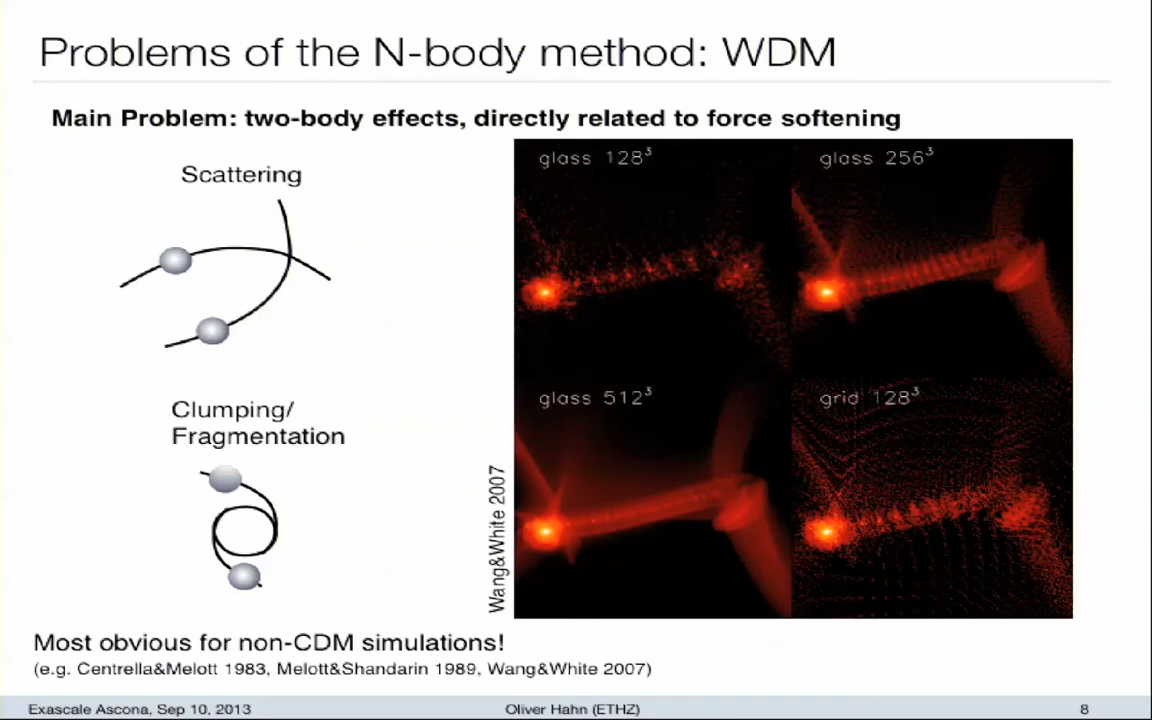 Problems of the N-body method: WDM
Main Problem: two-body effects, directly related to force softening
Scattering
Clumping/
Fragmentation
glass 128³
glass 256³
glass 512³
grid 128³
Wang&White 2007
Most obvious for non-CDM simulations!
(e.g. Centrella&Melott 1983, Melott&Shandarin 1989, Wang&White 2007)
Exascale Ascona, Sep 10, 2013
Oliver Hahn (ETHZ)
8